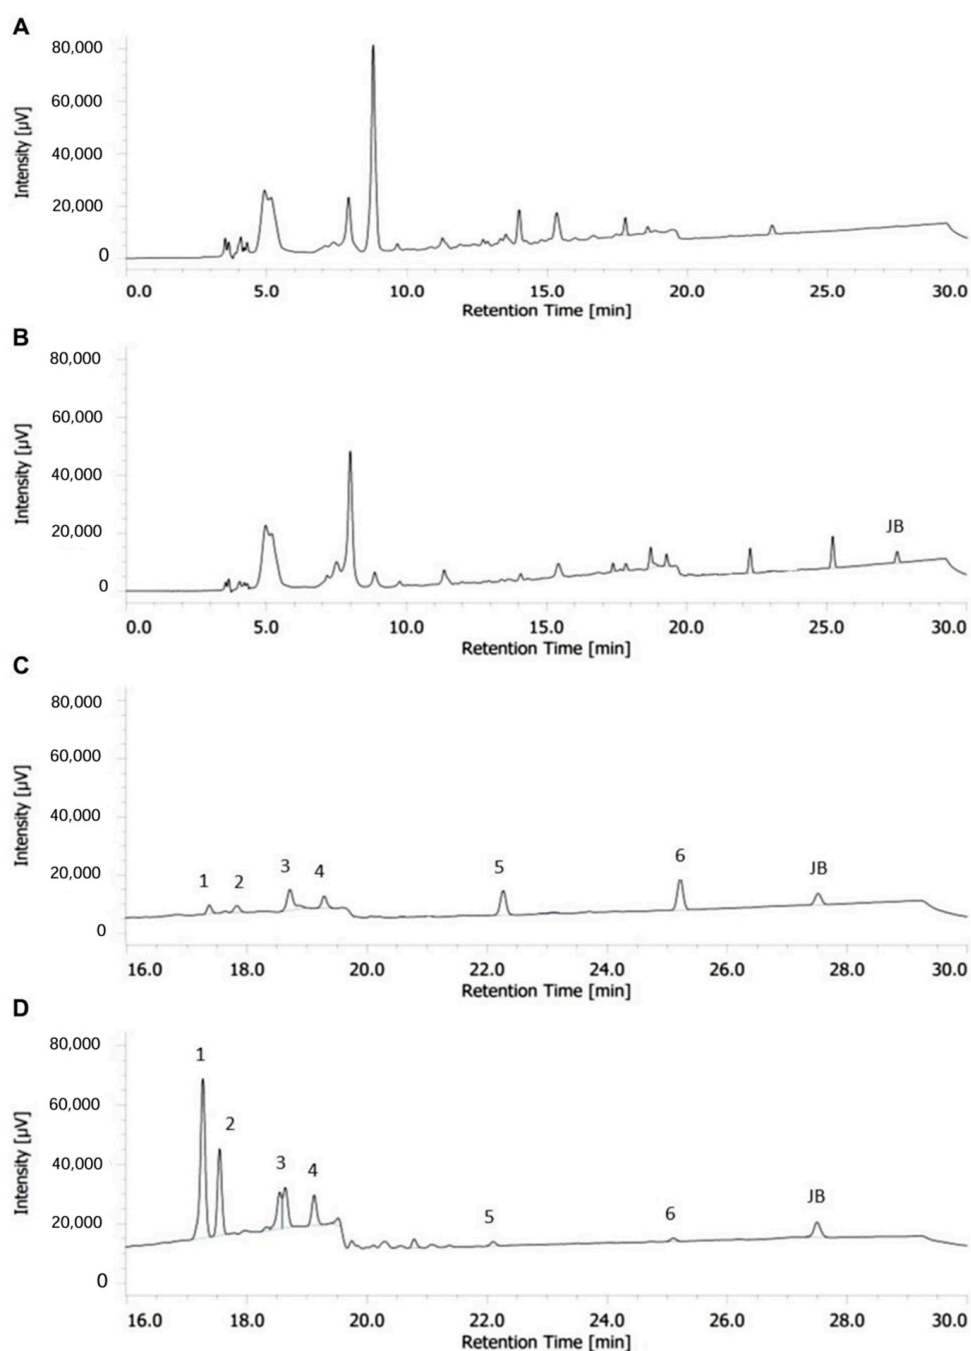 A
80,000
60,000
40,000
20,000
0
Intensity [µV]
0.0 5.0 10.0 15.0 20.0 25.0 30.0
Retention Time [min]
B
80,000
60,000
40,000
20,000
0
Intensity [µV]
JB
0.0 5.0 10.0 15.0 20.0 25.0 30.0
Retention Time [min]
C
80,000
60,000
40,000
20,000
0
Intensity [µV]
1 2 3 4 5 6 JB
16.0 18.0 20.0 22.0 24.0 26.0 28.0 30.0
Retention Time [min]
D
80,000
60,000
40,000
20,000
0
Intensity [µV]
1 2 3 4 5 6 JB
16.0 18.0 20.0 22.0 24.0 26.0 28.0 30.0
Retention Time [min]